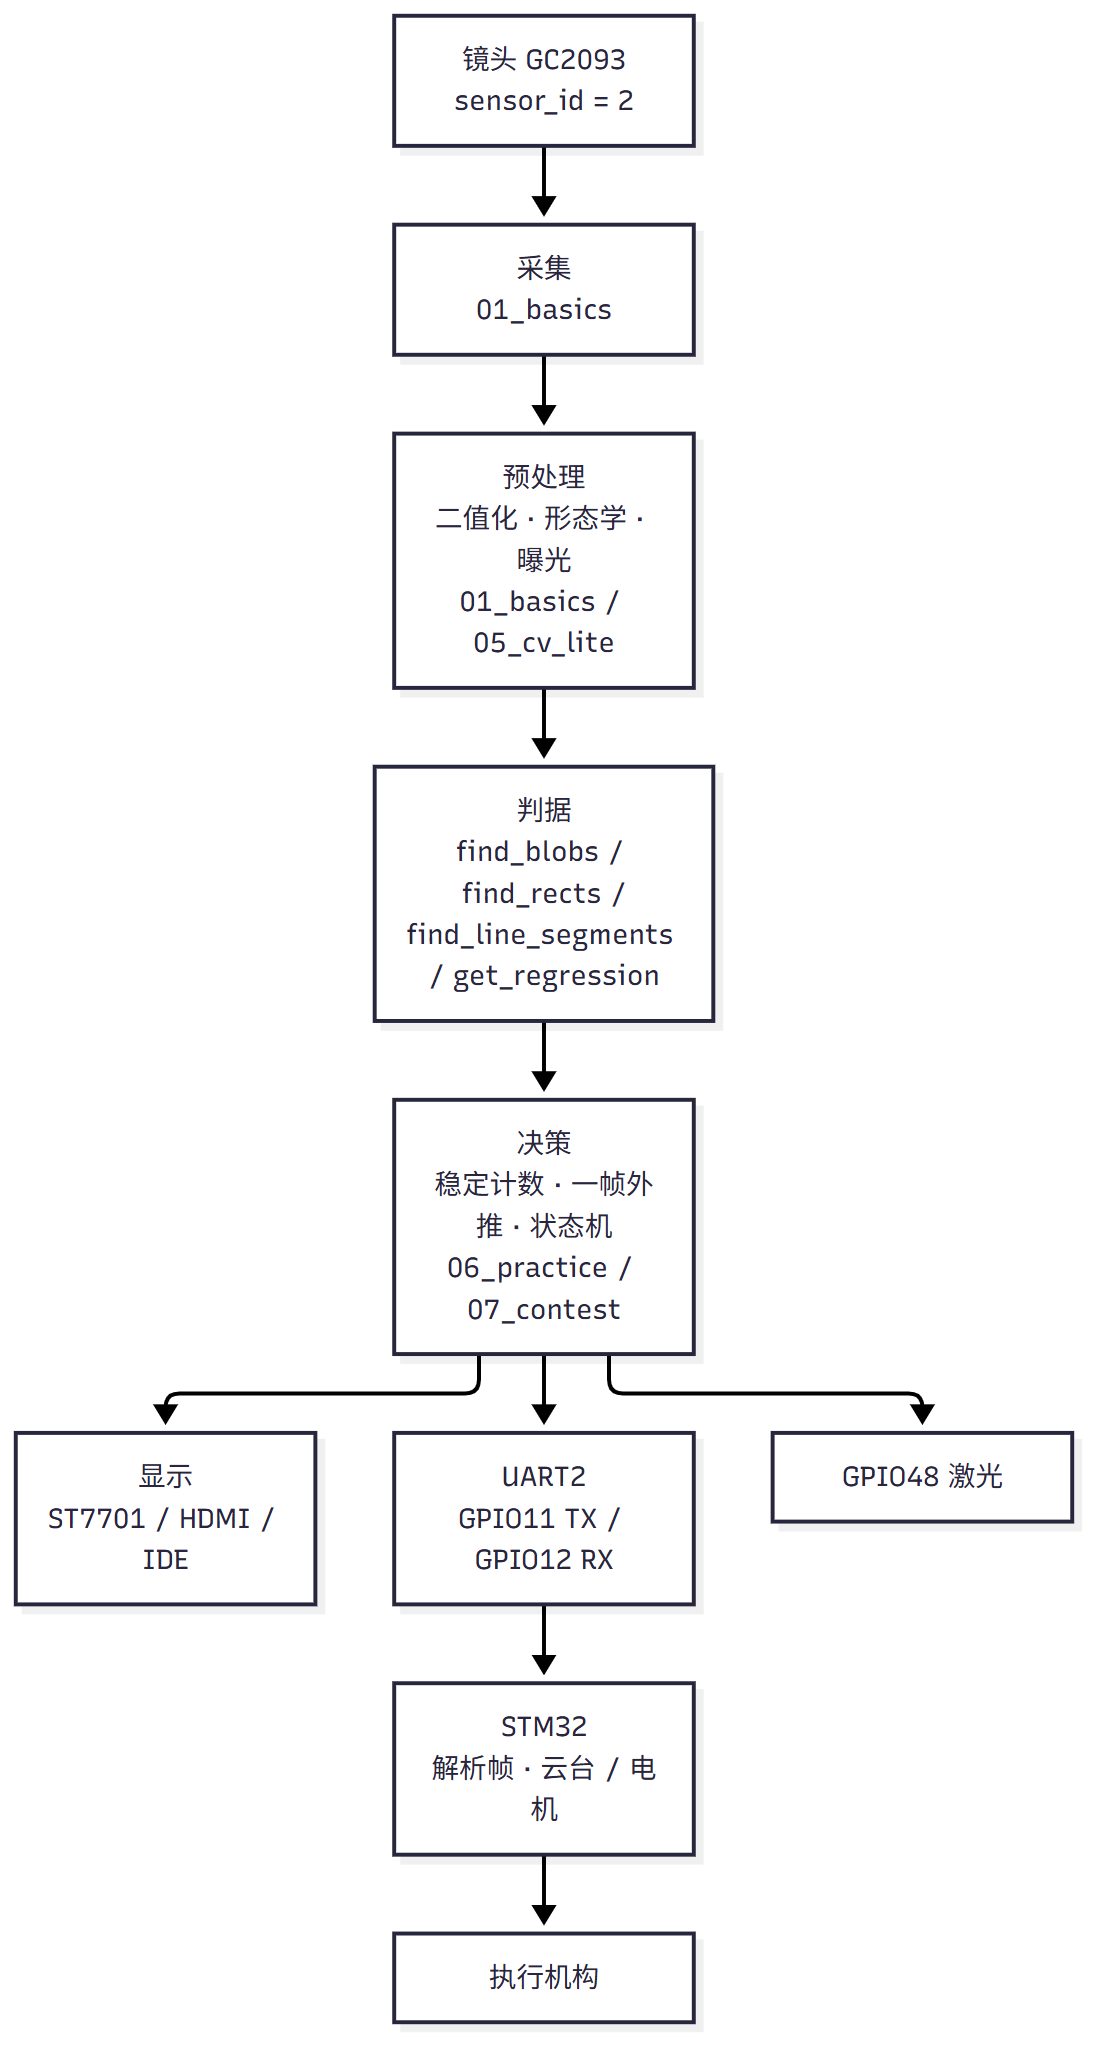 镜头 GC2093
sensor_id = 2
采集
01_basics
预处理
二值化 · 形态学 ·
曝光
01_basics /
05_cv_lite
判据
find_blobs /
find_rects /
find_line_segments
/ get_regression
决策
稳定计数 · 一帧外
推 · 状态机
06_practice /
07_contest
显示
ST7701 / HDMI /
IDE
UART2
GPIO11 TX /
GPIO12 RX
GPIO48 激光
STM32
解析帧 · 云台 / 电
机
执行机构